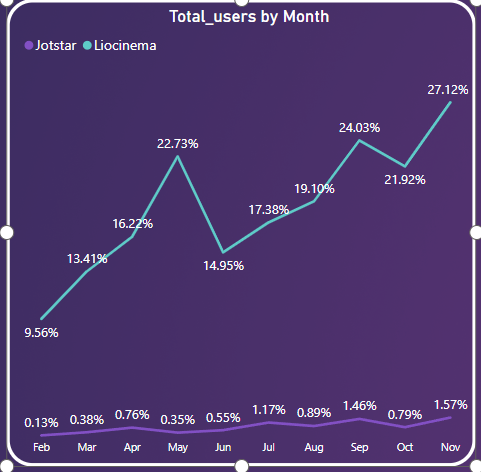 Total_users by Month
Jotstar Liocinema
27.12%
24.03%
22.73%
21.92%
19.10%
17.38%
16.22%
14.95%
13.41%
9.56%
0.13% 0.38% 0.76% 0.35% 0.55% 1.17% 0.89% 1.46% 0.79% 1.57%
Feb Mar Apr May Jun Jul Aug Sep Oct Nov